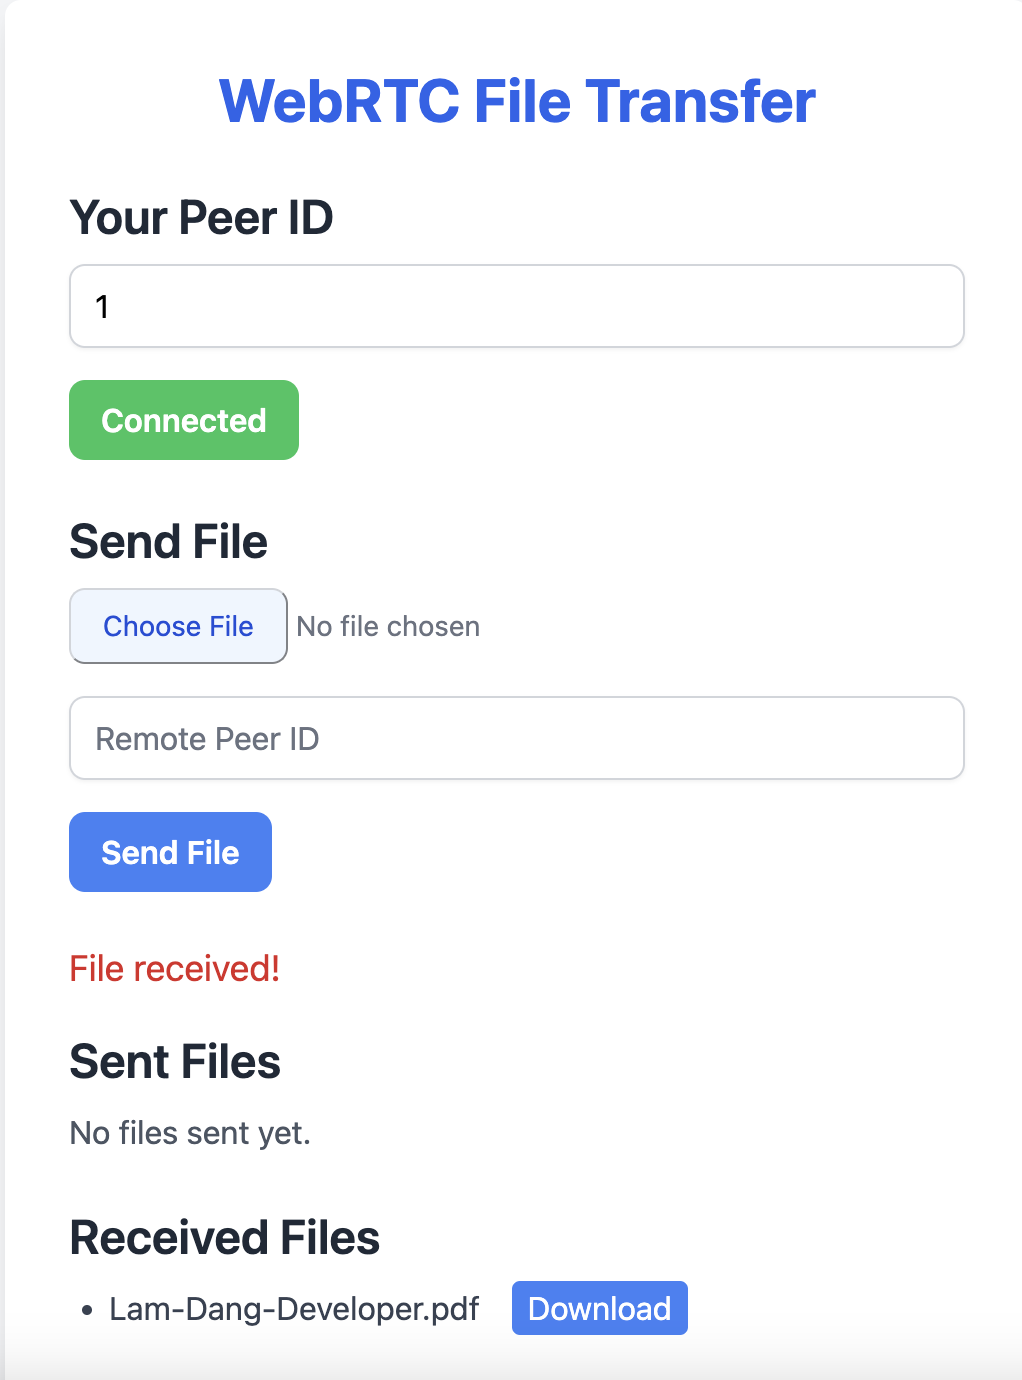 WebRTC File Transfer
Your Peer ID
1
Connected
Send File
Choose File No file chosen
Remote Peer ID
Send File
File received!
Sent Files
No files sent yet.
Received Files
• Lam-Dang-Developer.pdf Download